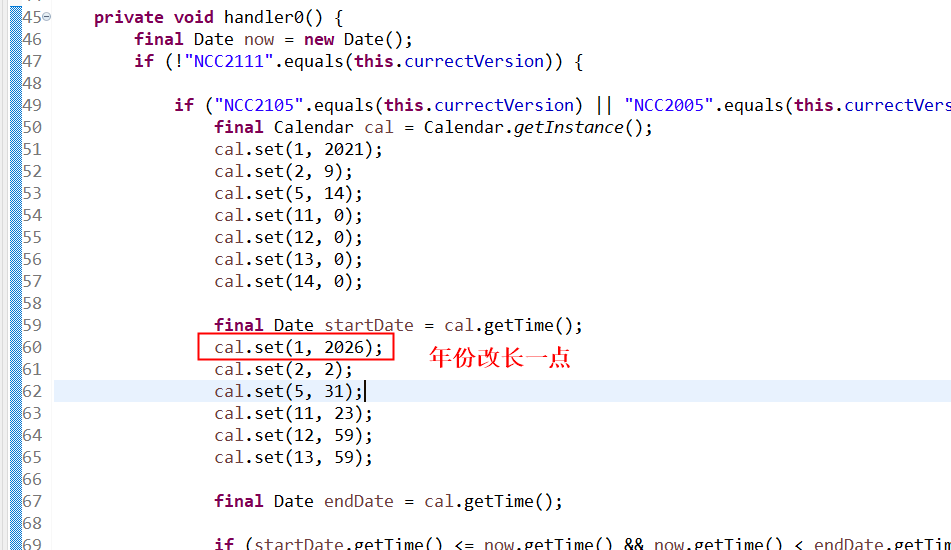 45 private void handler0() {
46 final Date now = new Date();
47 if (!"NCC2111".equals(this.currectVersion)) {
48
49 if ("NCC2105".equals(this.currectVersion) || "NCC2005".equals(this.currectVers
50 final Calendar cal = Calendar.getInstance();
51 cal.set(1, 2021);
52 cal.set(2, 9);
53 cal.set(5, 14);
54 cal.set(11, 0);
55 cal.set(12, 0);
56 cal.set(13, 0);
57 cal.set(14, 0);
58
59 final Date startDate = cal.getTime();
60 cal.set(1, 2026); 年份改长一点
61 cal.set(2, 2);
62 cal.set(5, 31);
63 cal.set(11, 23);
64 cal.set(12, 59);
65 cal.set(13, 59);
66
67 final Date endDate = cal.getTime();
68
69 if (startDate.getTime() <= now.getTime() && now.getTime() < endDate.getTim